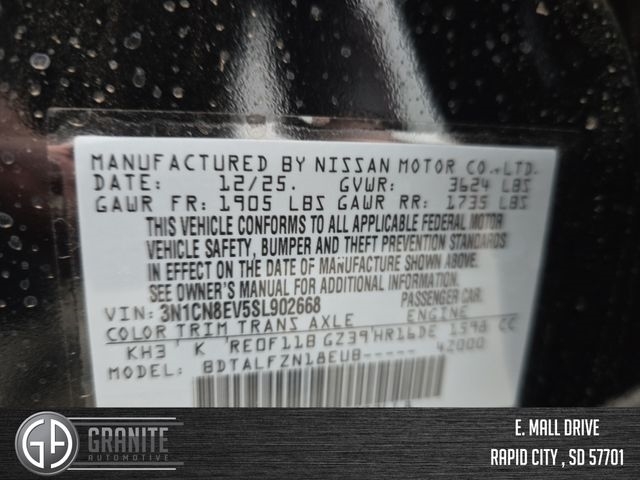 MANUFACTURED BY NISSAN MOTOR CO.,LTD.
DATE: 12/25. GVWR: 3624 LBS
GAWR FR: 1905 LBS GAWR RR: 1735 LBS
THIS VEHICLE CONFORMS TO ALL APPLICABLE FEDERAL MOTOR
VEHICLE SAFETY, BUMPER AND THEFT PREVENTION STANDARDS
IN EFFECT ON THE DATE OF MANUFACTURE SHOWN ABOVE.
SEE OWNER'S MANUAL FOR ADDITIONAL INFORMATION.
VIN: 3N1CN8EV5SL902668 PASSENGER CAR.
COLOR TRIM TRANS AXLE ENGINE
KH3 K RE0F11B GZ39 HR16DE 1598 CC
MODEL: BDTALFZN18EUB----- 42000
GA GRANITE
AUTOMOTIVE
E. MALL DRIVE
RAPID CITY , SD 57701